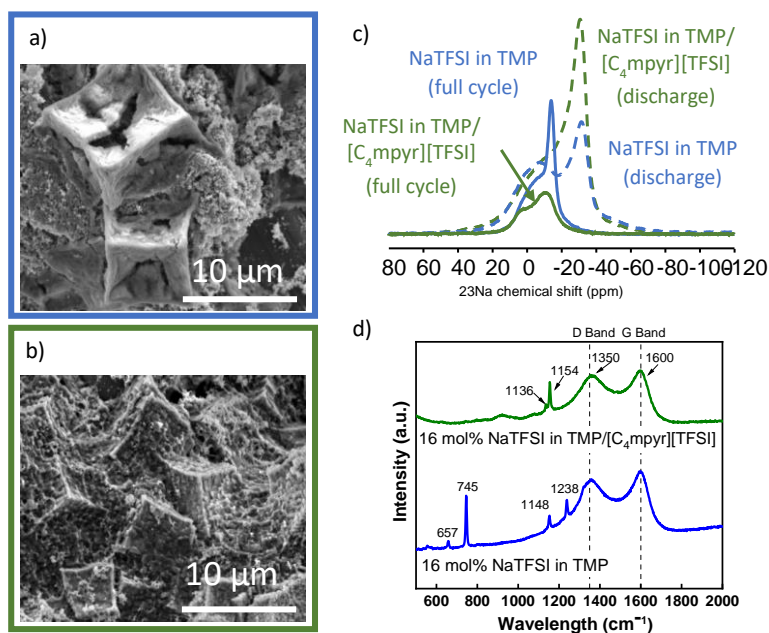 a)
10 µm
b)
10 µm
c)
NaTFSI in TMP
(full cycle)
NaTFSI in TMP/
[C₄mpyr][TFSI]
(discharge)
NaTFSI in TMP/
[C₄mpyr][TFSI]
(full cycle)
NaTFSI in TMP
(discharge)
80 60 40 20 0 -20 -40 -60 -80 -100 -120
23Na chemical shift (ppm)
d)
D Band G Band
1136
1154
1350
1600
16 mol% NaTFSI in TMP/[C₄mpyr][TFSI]
657
745
1148
1238
16 mol% NaTFSI in TMP
Intensity (a.u.)
600 800 1000 1200 1400 1600 1800 2000
Wavelength (cm⁻¹)